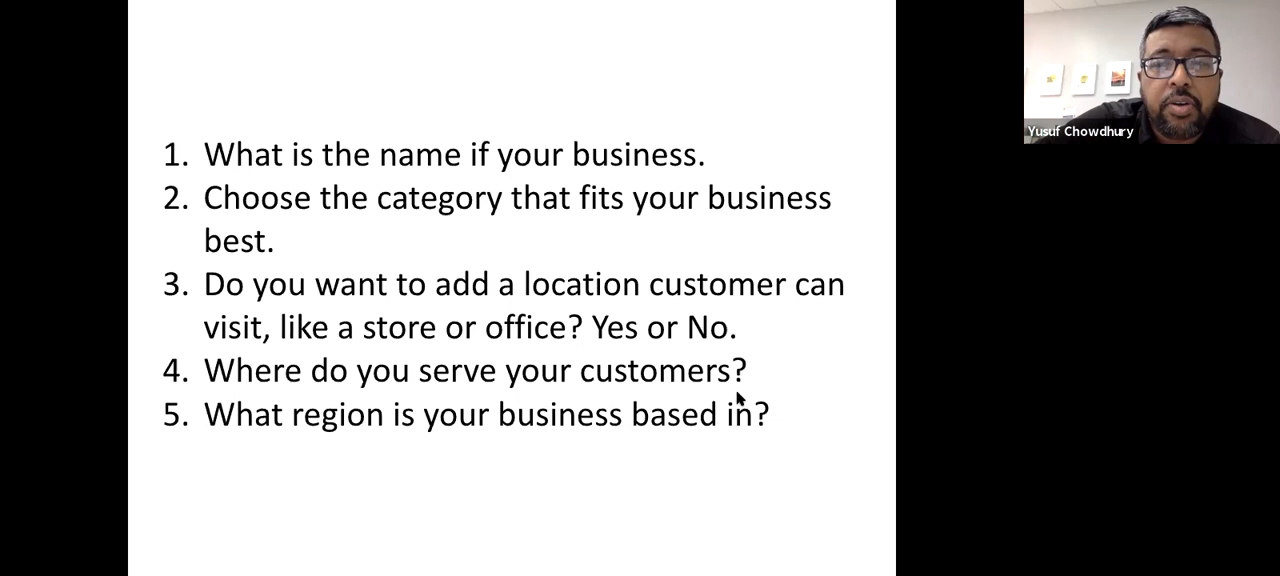 1. What is the name if your business.
2. Choose the category that fits your business
best.
3. Do you want to add a location customer can
visit, like a store or office? Yes or No.
4. Where do you serve your customers?
5. What region is your business based in?
Yusuf Chowdhury